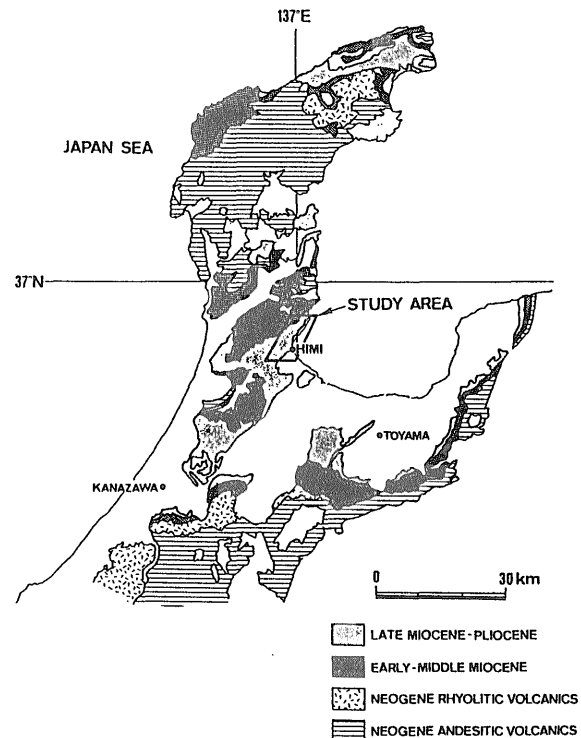 137°E
JAPAN SEA
37°N
STUDY AREA
HIMI
TOYAMA
KANAZAWA
0 30 km
LATE MIOCENE-PLIOCENE
EARLY-MIDDLE MIOCENE
NEOGENE RHYOLITIC VOLCANICS
NEOGENE ANDESITIC VOLCANICS